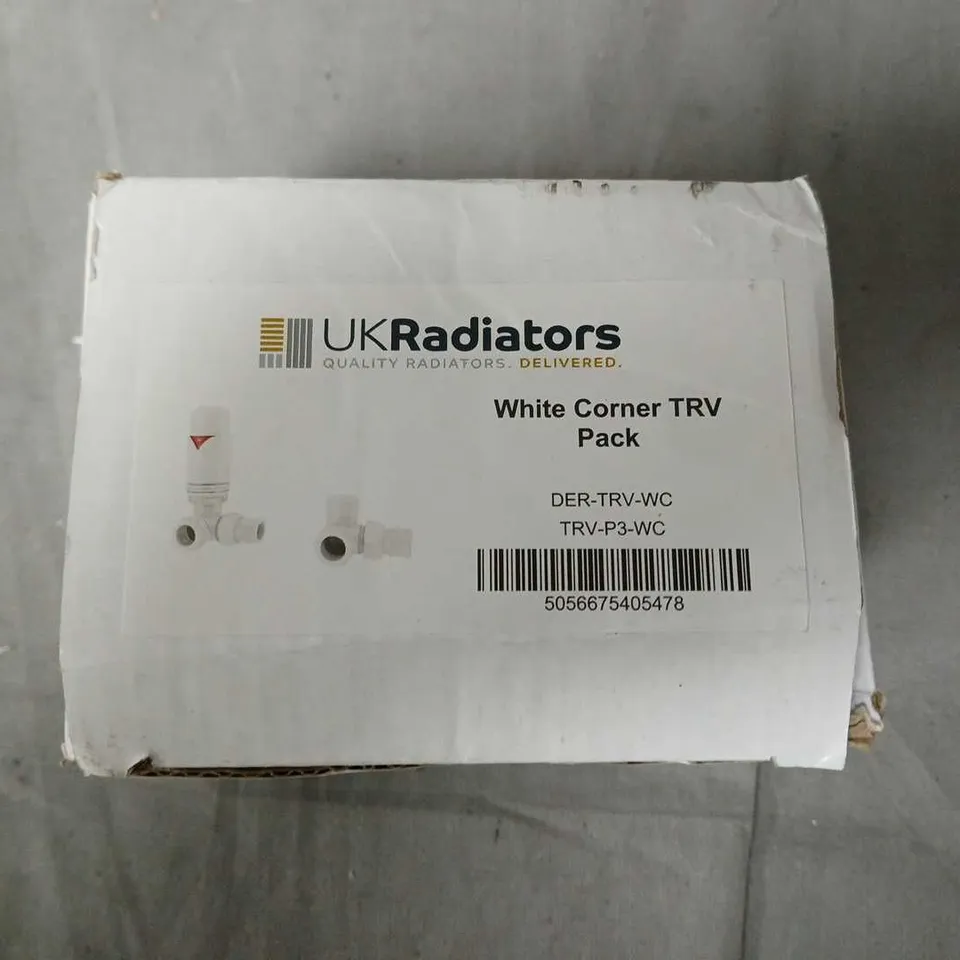 UKRadiators
QUALITY RADIATORS. DELIVERED.
White Corner TRV
Pack
DER-TRV-WC
TRV-P3-WC
5056675405478